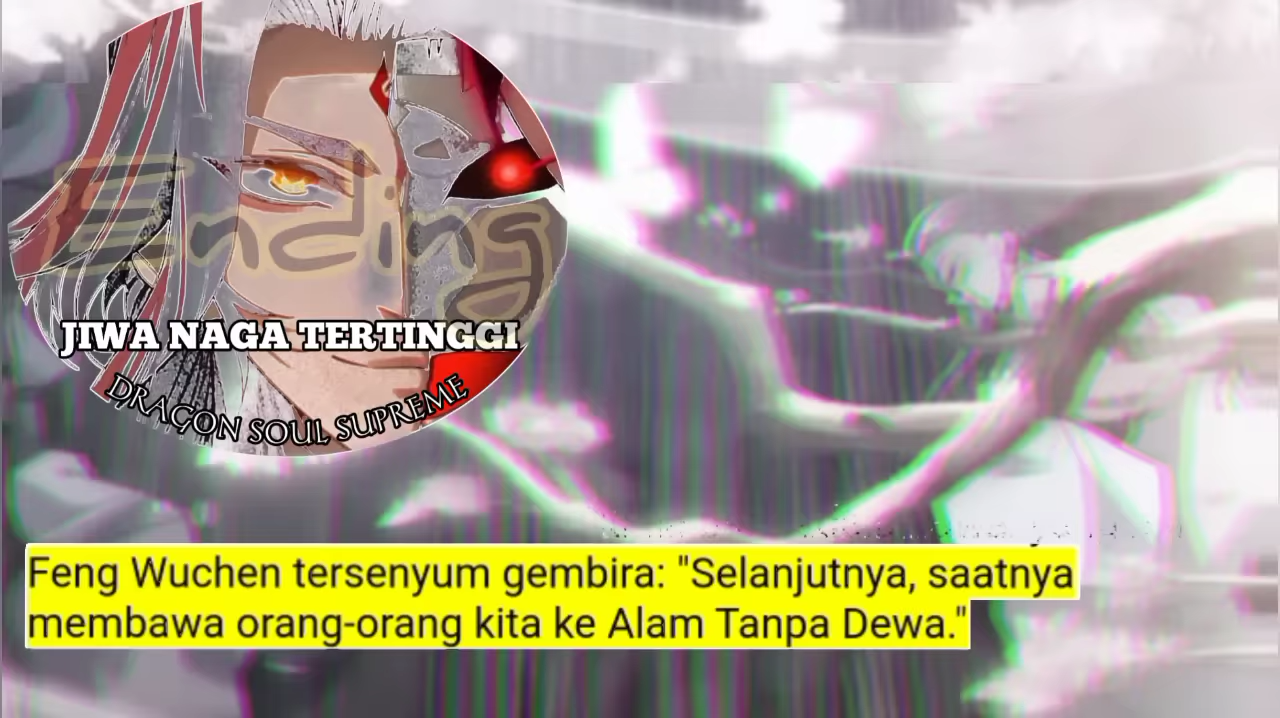 Ending
JIWA NAGA TERTINGGI
DRAGON SOUL SUPREME
Feng Wuchen tersenyum gembira: "Selanjutnya, saatnya
membawa orang-orang kita ke Alam Tanpa Dewa."